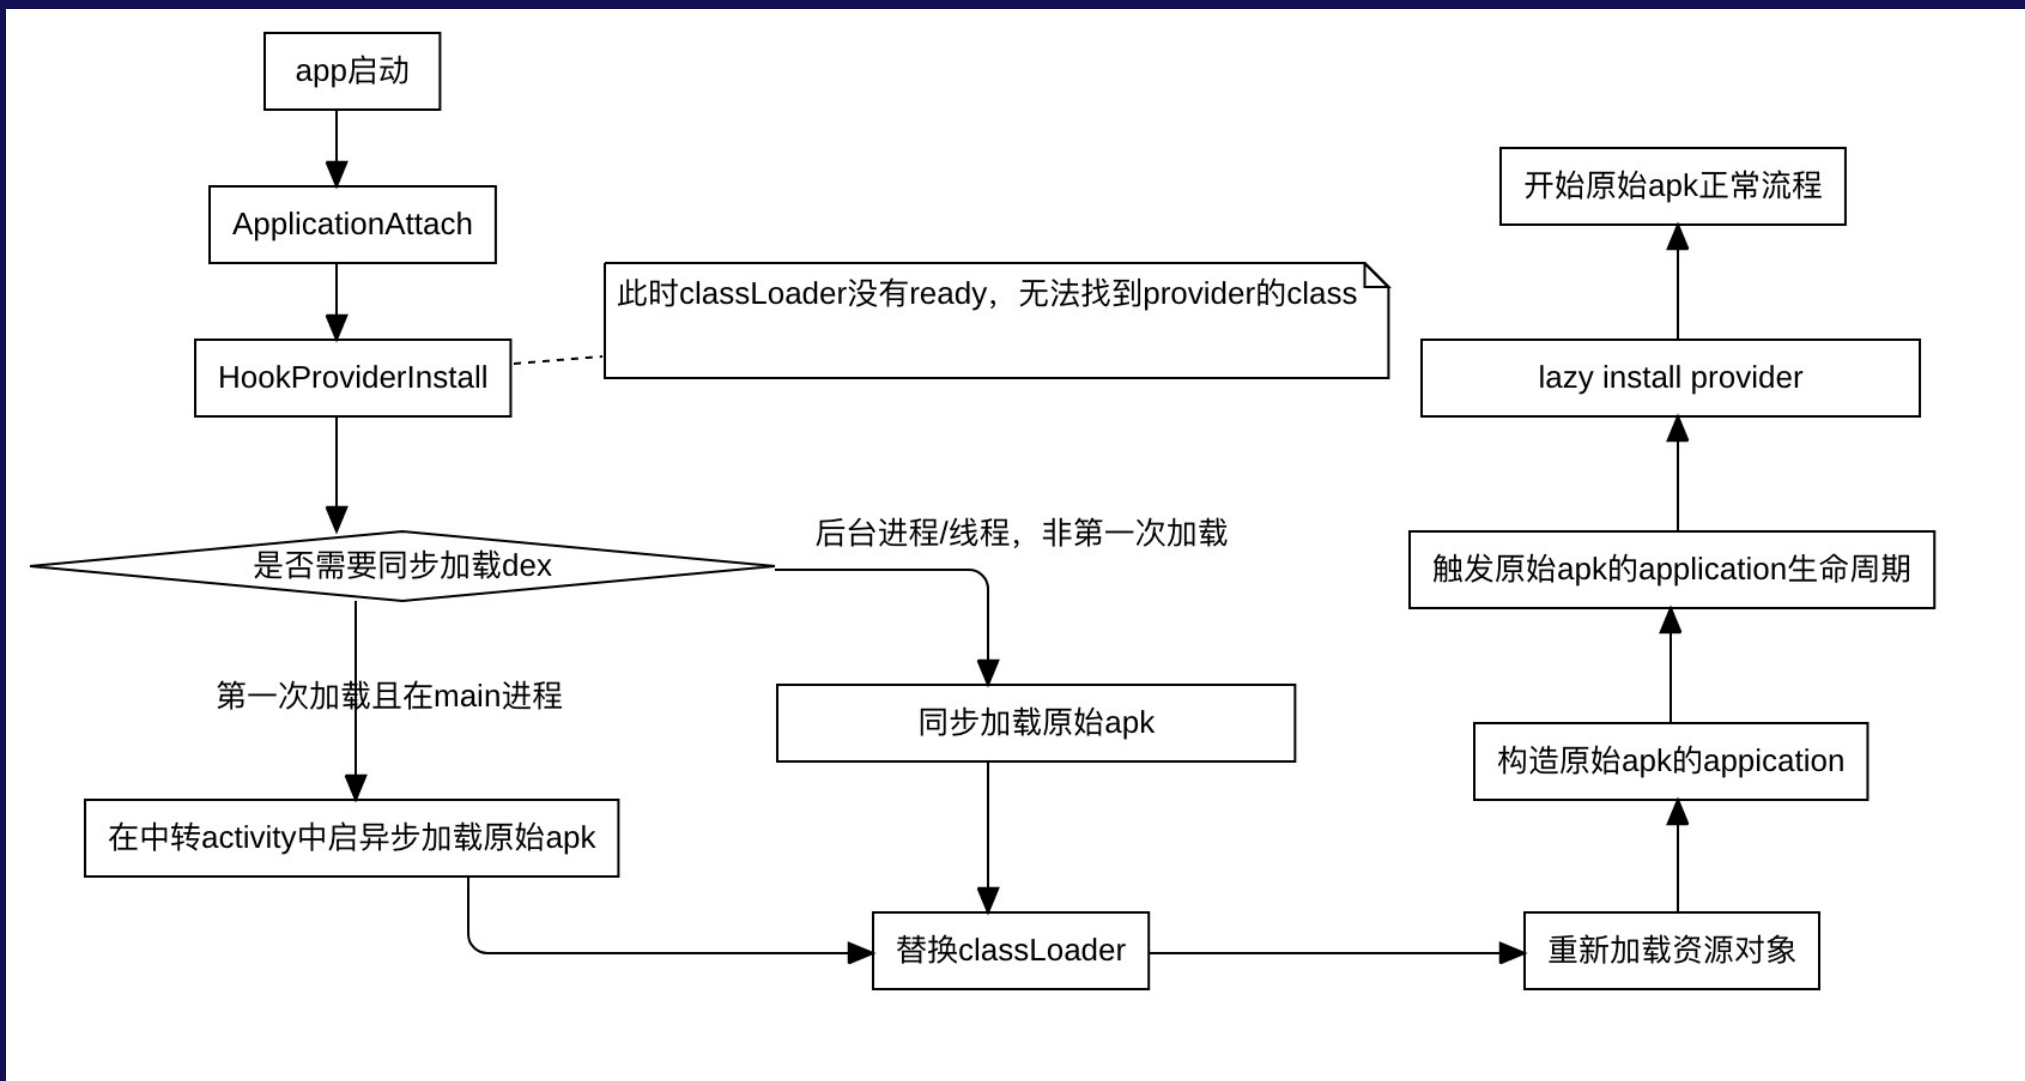 app启动
ApplicationAttach
HookProviderInstall
此时classLoader没有ready，无法找到provider的class
是否需要同步加载dex
后台进程/线程，非第一次加载
第一次加载且在main进程
同步加载原始apk
在中转activity中启异步加载原始apk
替换classLoader
重新加载资源对象
构造原始apk的appication
触发原始apk的application生命周期
lazy install provider
开始原始apk正常流程